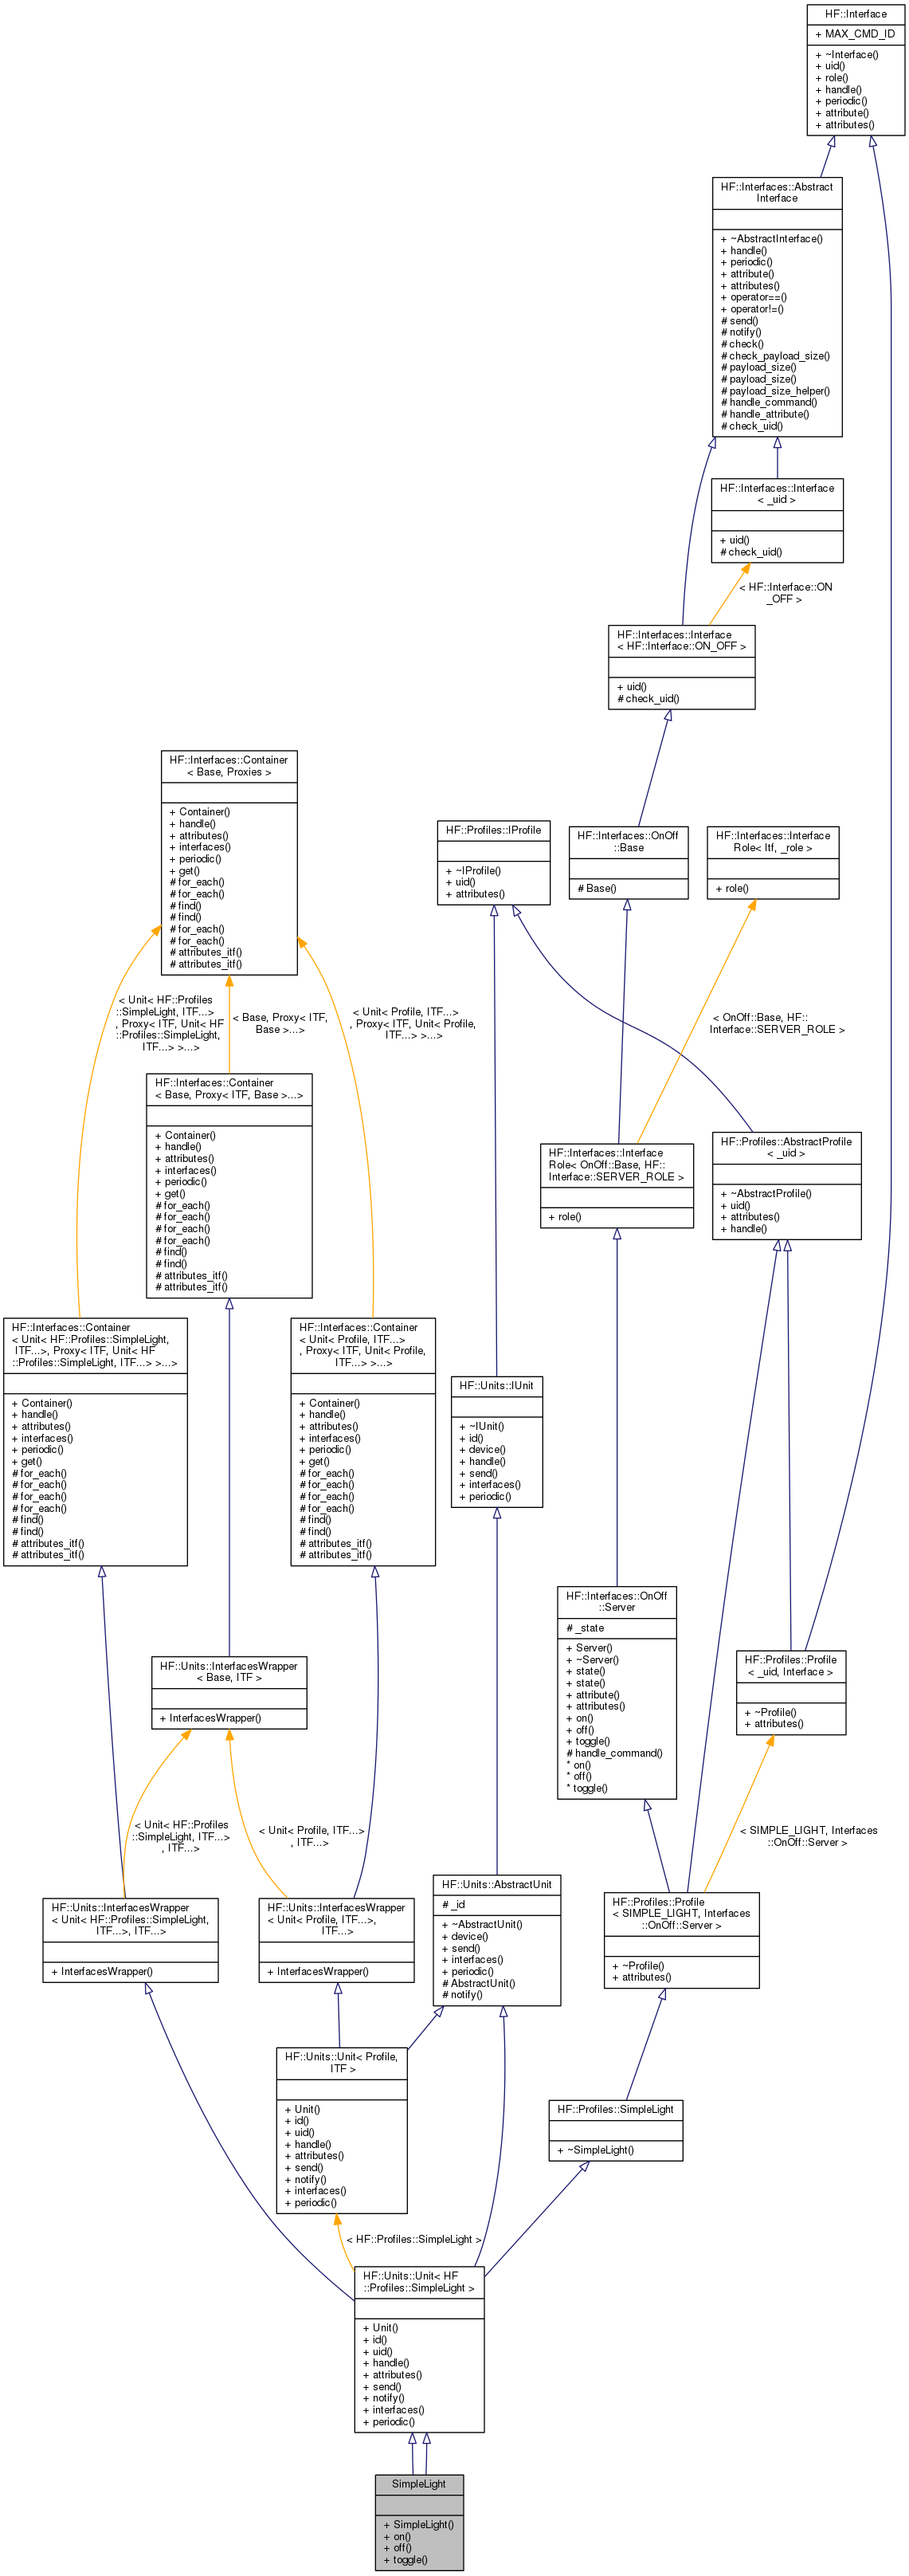 HF::Interface
+ MAX_CMD_ID
+ ~Interface()
+ uid()
+ role()
+ handle()
+ periodic()
+ attribute()
+ attributes()
HF::Interfaces::Abstract
Interface
+ ~AbstractInterface()
+ handle()
+ periodic()
+ attribute()
+ attributes()
+ operator==()
+ operator!=()
# send()
# notify()
# check()
# check_payload_size()
# payload_size()
# payload_size()
# payload_size_helper()
# handle_command()
# handle_attribute()
# check_uid()
HF::Interfaces::Interface
< _uid >
+ uid()
# check_uid()
< HF::Interface::ON
_OFF >
HF::Interfaces::Interface
< HF::Interface::ON_OFF >
+ uid()
# check_uid()
HF::Interfaces::Container
< Base, Proxies >
+ Container()
+ handle()
+ attributes()
+ interfaces()
+ periodic()
+ get()
# for_each()
# for_each()
# find()
# find()
# for_each()
# for_each()
# attributes_itf()
# attributes_itf()
HF::Profiles::IProfile
+ ~IProfile()
+ uid()
+ attributes()
HF::Interfaces::OnOff
::Base
# Base()
HF::Interfaces::Interface
Role< Itf, _role >
+ role()
< Unit< HF::Profiles
::SimpleLight, ITF...>
, Proxy< ITF, Unit< HF
::Profiles::SimpleLight,
ITF...> >...>
< Base, Proxy< ITF,
Base >...>
< Unit< Profile, ITF...>
, Proxy< ITF, Unit< Profile,
ITF...> >...>
< OnOff::Base, HF::
Interface::SERVER_ROLE >
HF::Interfaces::Container
< Base, Proxy< ITF, Base >...>
+ Container()
+ handle()
+ attributes()
+ interfaces()
+ periodic()
+ get()
# for_each()
# for_each()
# for_each()
# for_each()
# find()
# find()
# attributes_itf()
# attributes_itf()
HF::Interfaces::Interface
Role< OnOff::Base, HF::
Interface::SERVER_ROLE >
+ role()
HF::Profiles::AbstractProfile
< _uid >
+ ~AbstractProfile()
+ uid()
+ attributes()
+ handle()
HF::Interfaces::Container
< Unit< HF::Profiles::SimpleLight,
ITF...>, Proxy< ITF, Unit< HF
::Profiles::SimpleLight, ITF...> >...>
+ Container()
+ handle()
+ attributes()
+ interfaces()
+ periodic()
+ get()
# for_each()
# for_each()
# for_each()
# for_each()
# find()
# find()
# attributes_itf()
# attributes_itf()
HF::Interfaces::Container
< Unit< Profile, ITF...>
, Proxy< ITF, Unit< Profile,
ITF...> >...>
+ Container()
+ handle()
+ attributes()
+ interfaces()
+ periodic()
+ get()
# for_each()
# for_each()
# for_each()
# for_each()
# find()
# find()
# attributes_itf()
# attributes_itf()
HF::Units::IUnit
+ ~IUnit()
+ id()
+ device()
+ handle()
+ send()
+ interfaces()
+ periodic()
HF::Interfaces::OnOff
::Server
# _state
+ Server()
+ ~Server()
+ state()
+ state()
+ attribute()
+ attributes()
+ on()
+ off()
+ toggle()
# handle_command()
* on()
* off()
* toggle()
HF::Units::InterfacesWrapper
< Base, ITF >
+ InterfacesWrapper()
HF::Profiles::Profile
< _uid, Interface >
+ ~Profile()
+ attributes()
< Unit< HF::Profiles
::SimpleLight, ITF...>
, ITF...>
< Unit< Profile, ITF...>
, ITF...>
< SIMPLE_LIGHT, Interfaces
::OnOff::Server >
HF::Units::InterfacesWrapper
< Unit< HF::Profiles::SimpleLight,
ITF...>, ITF...>
+ InterfacesWrapper()
HF::Units::InterfacesWrapper
< Unit< Profile, ITF...>,
ITF...>
+ InterfacesWrapper()
HF::Units::AbstractUnit
# _id
+ ~AbstractUnit()
+ device()
+ send()
+ interfaces()
+ periodic()
# AbstractUnit()
# notify()
HF::Profiles::Profile
< SIMPLE_LIGHT, Interfaces
::OnOff::Server >
+ ~Profile()
+ attributes()
HF::Units::Unit< Profile,
ITF >
+ Unit()
+ id()
+ uid()
+ handle()
+ attributes()
+ send()
+ notify()
+ interfaces()
+ periodic()
HF::Profiles::SimpleLight
+ ~SimpleLight()
< HF::Profiles::SimpleLight >
HF::Units::Unit< HF
::Profiles::SimpleLight >
+ Unit()
+ id()
+ uid()
+ handle()
+ attributes()
+ send()
+ notify()
+ interfaces()
+ periodic()
SimpleLight
+ SimpleLight()
+ on()
+ off()
+ toggle()